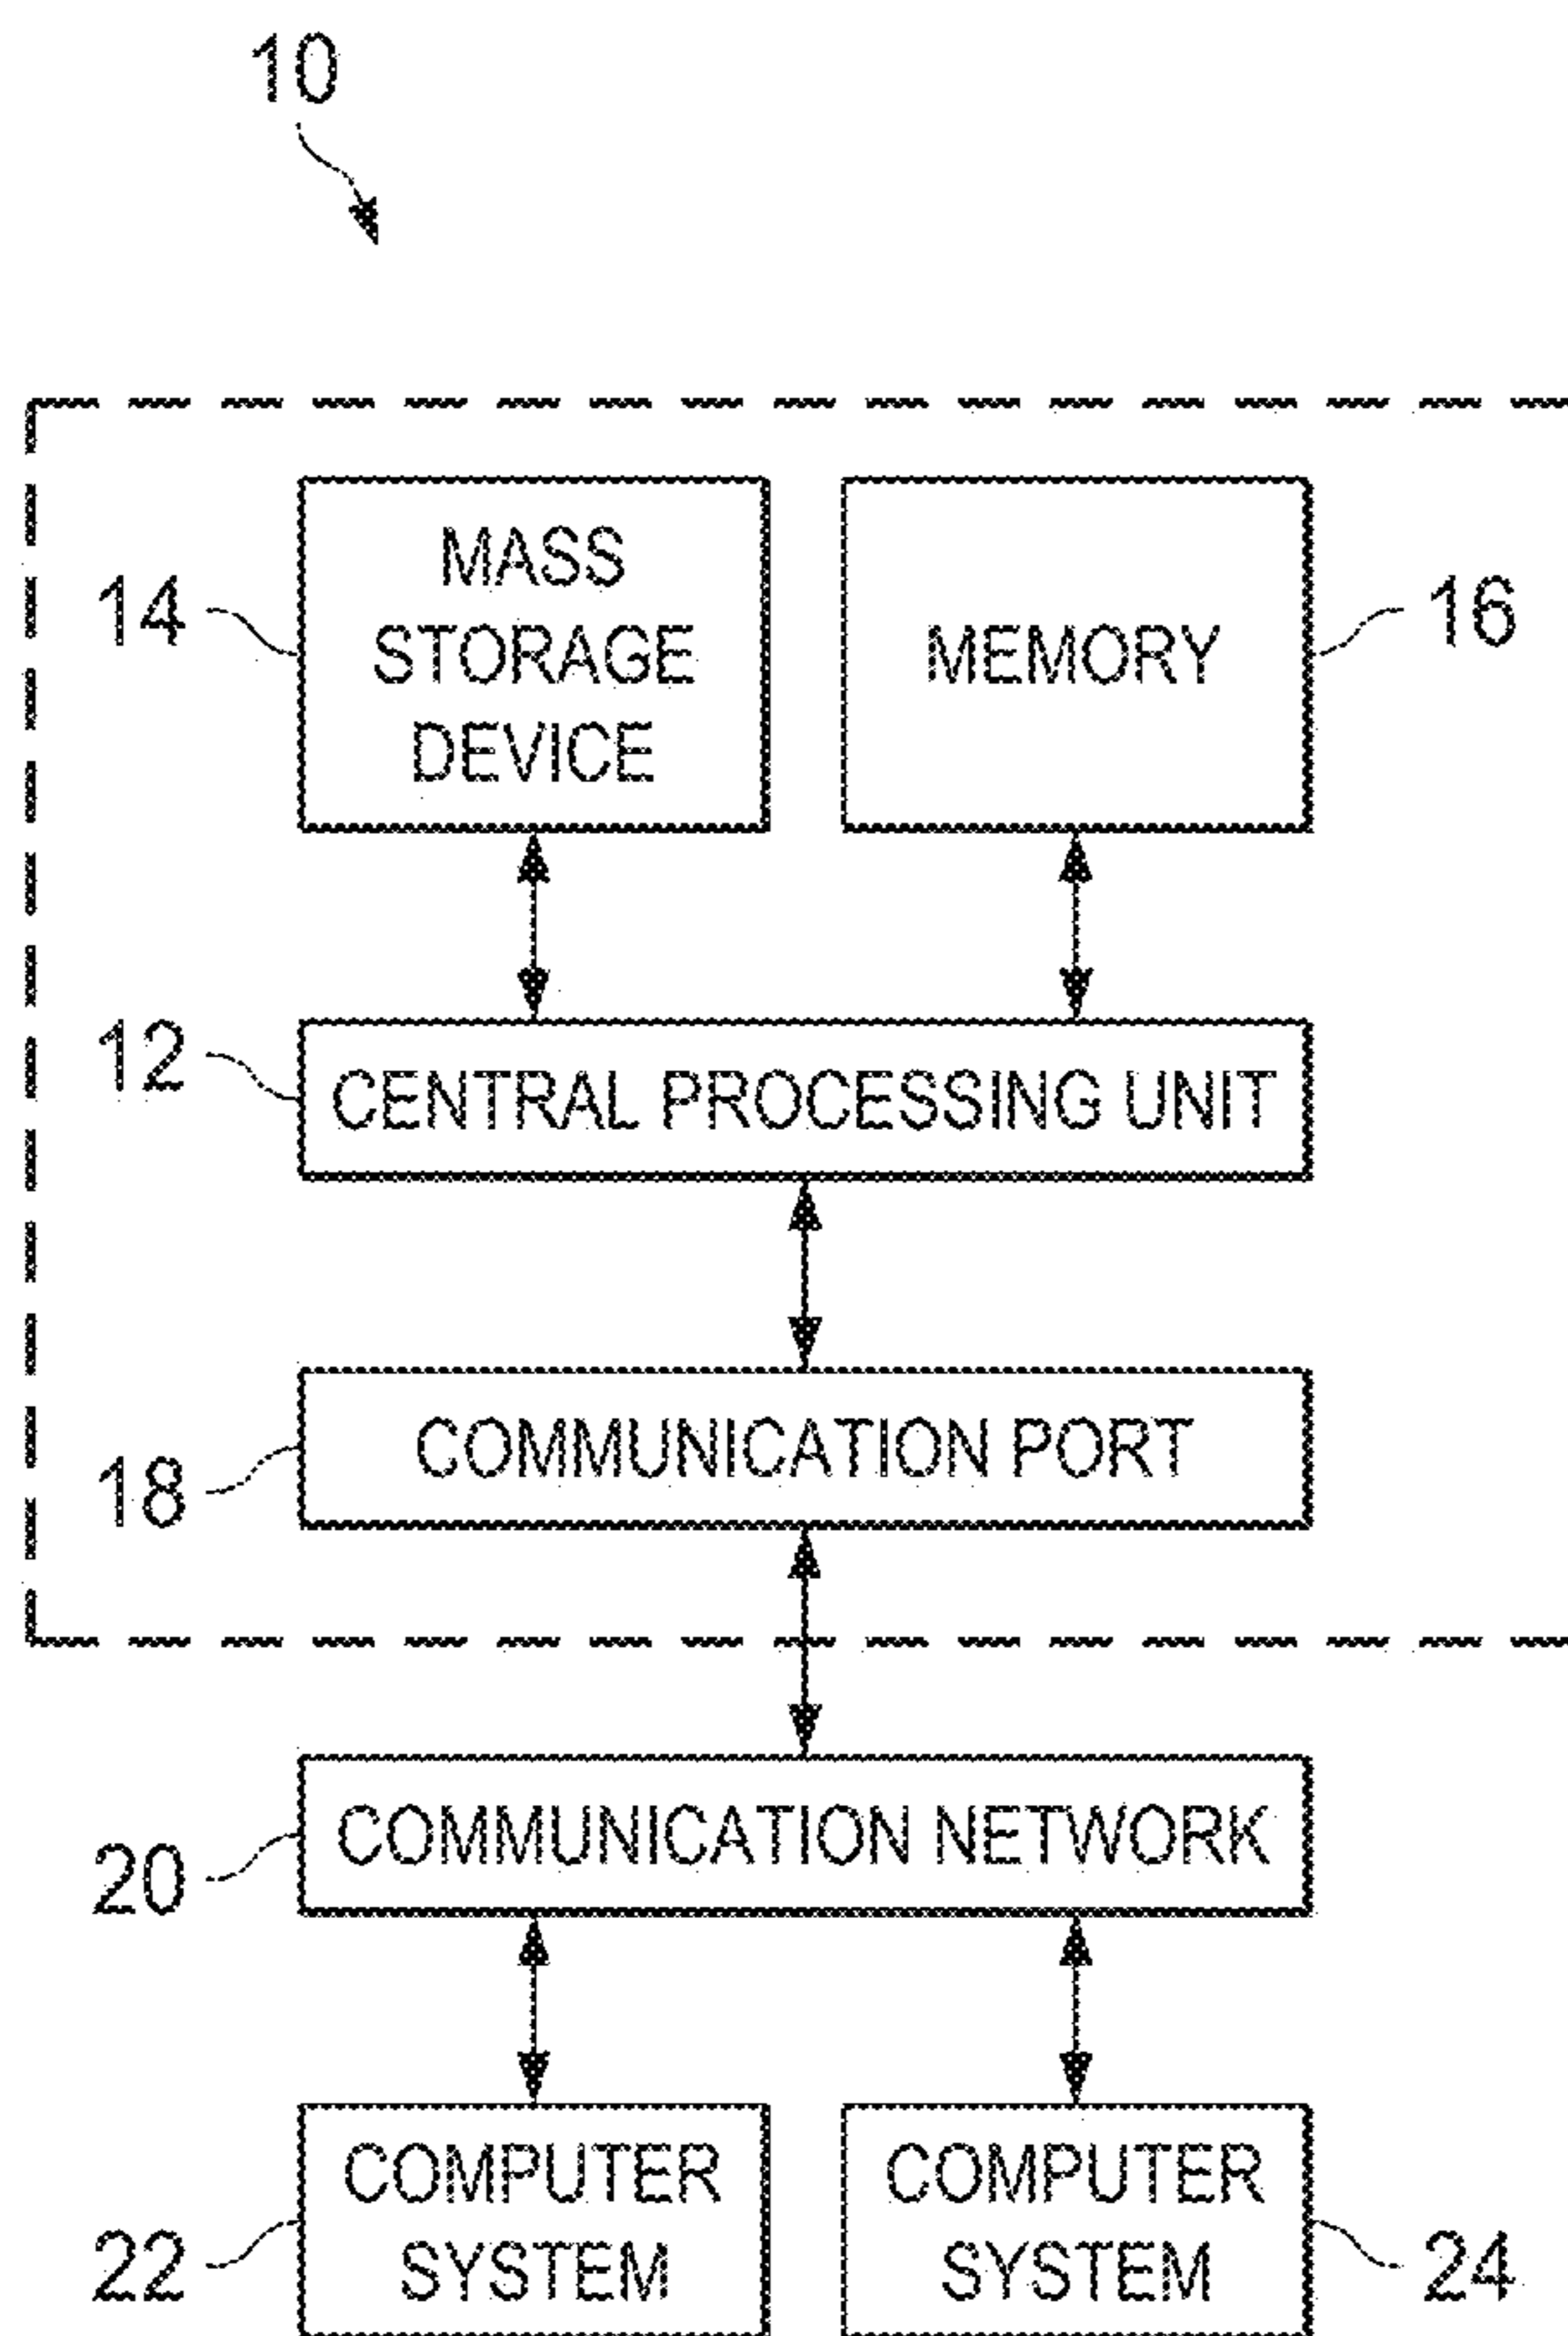 10
MASS
STORAGE
DEVICE
14
MEMORY
16
12
CENTRAL PROCESSING UNIT
18
COMMUNICATION PORT
20
COMMUNICATION NETWORK
22
COMPUTER
SYSTEM
COMPUTER
SYSTEM
24